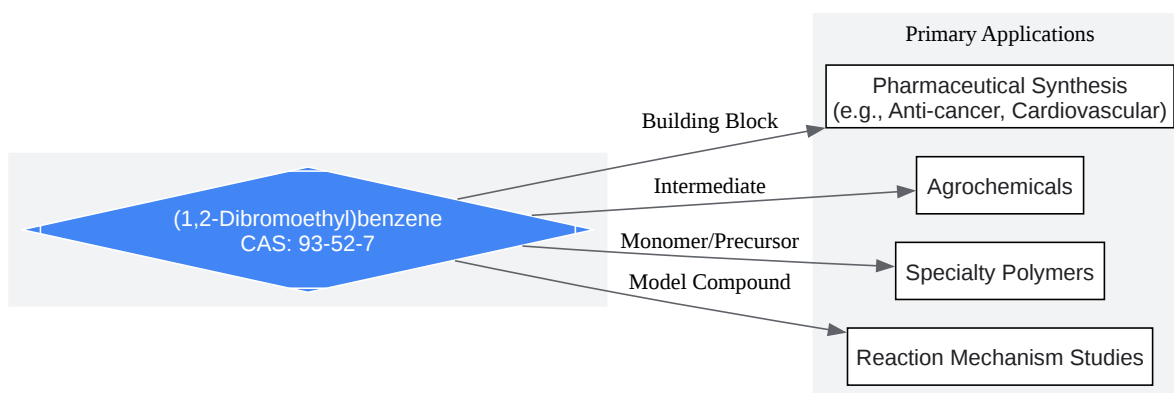 Primary Applications
Pharmaceutical Synthesis
(e.g., Anti-cancer, Cardiovascular)
Building Block
Intermediate
Agrochemicals
(1,2-Dibromoethyl)benzene
CAS: 93-52-7
Monomer/Precursor
Specialty Polymers
Model Compound
Reaction Mechanism Studies